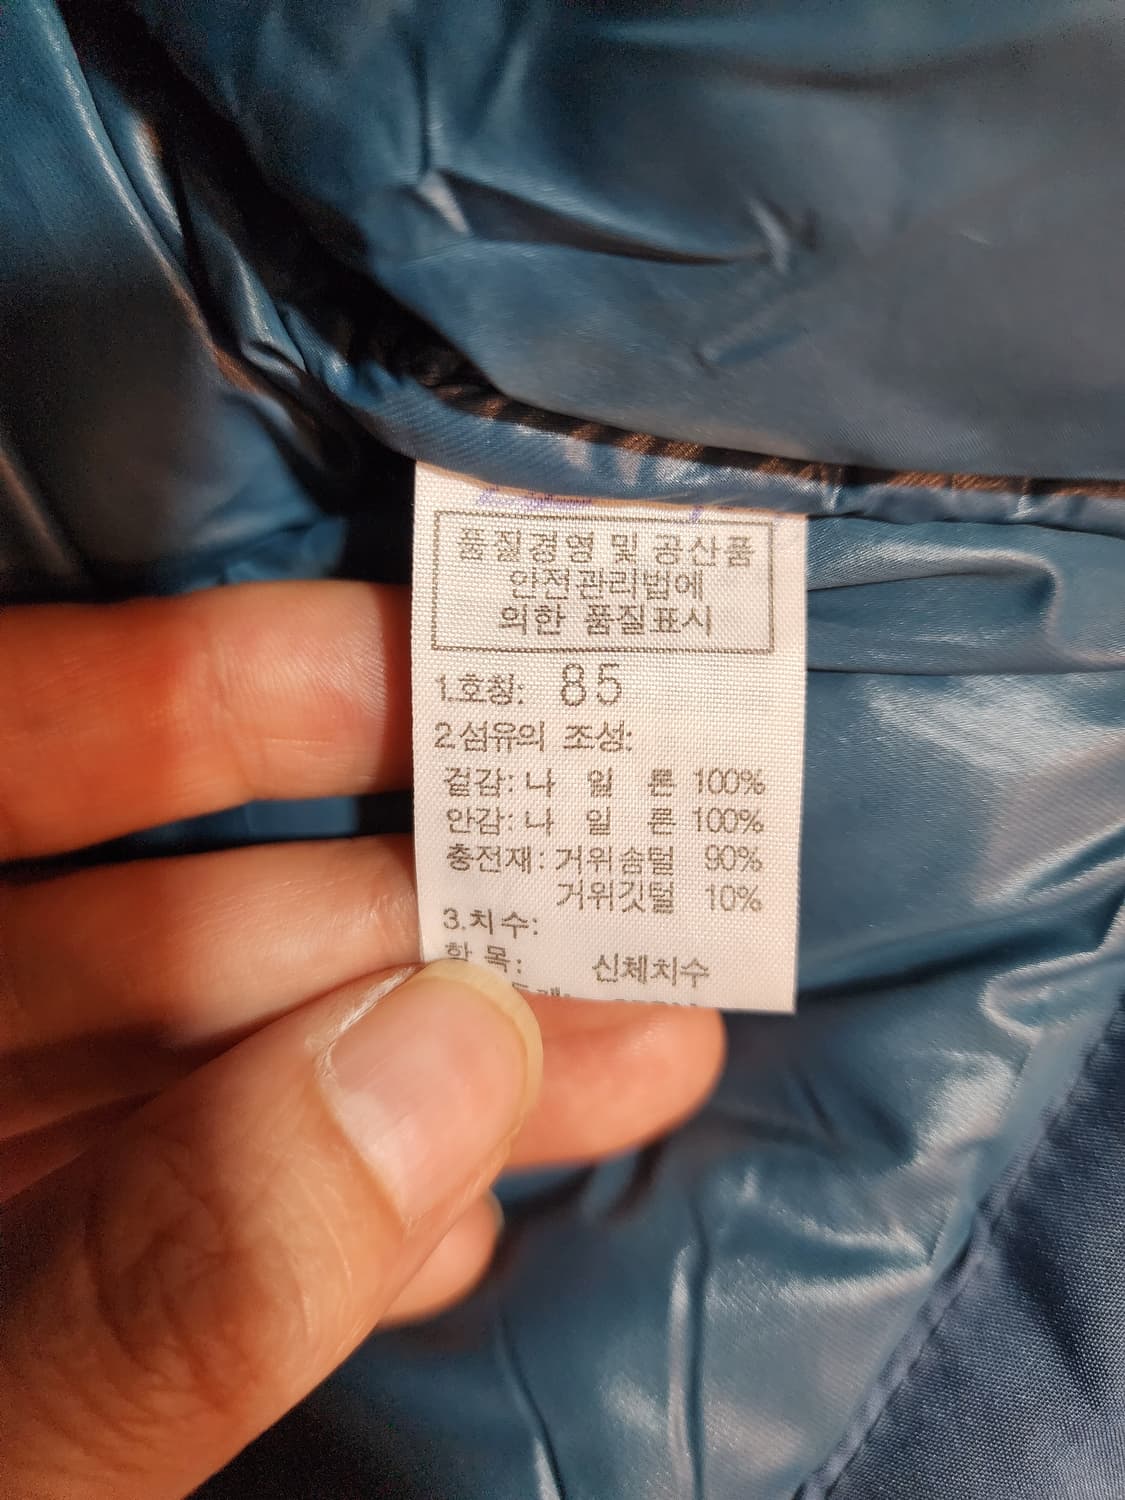 품질경영 및 공산품
안전관리법에
의한 품질표시
1.호칭: 85
2.섬유의 조성:
겉감: 나 일 론 100%
안감: 나 일 론 100%
충전재: 거위솜털 90%
거위깃털 10%
3.치수:
항 목: 신체치수